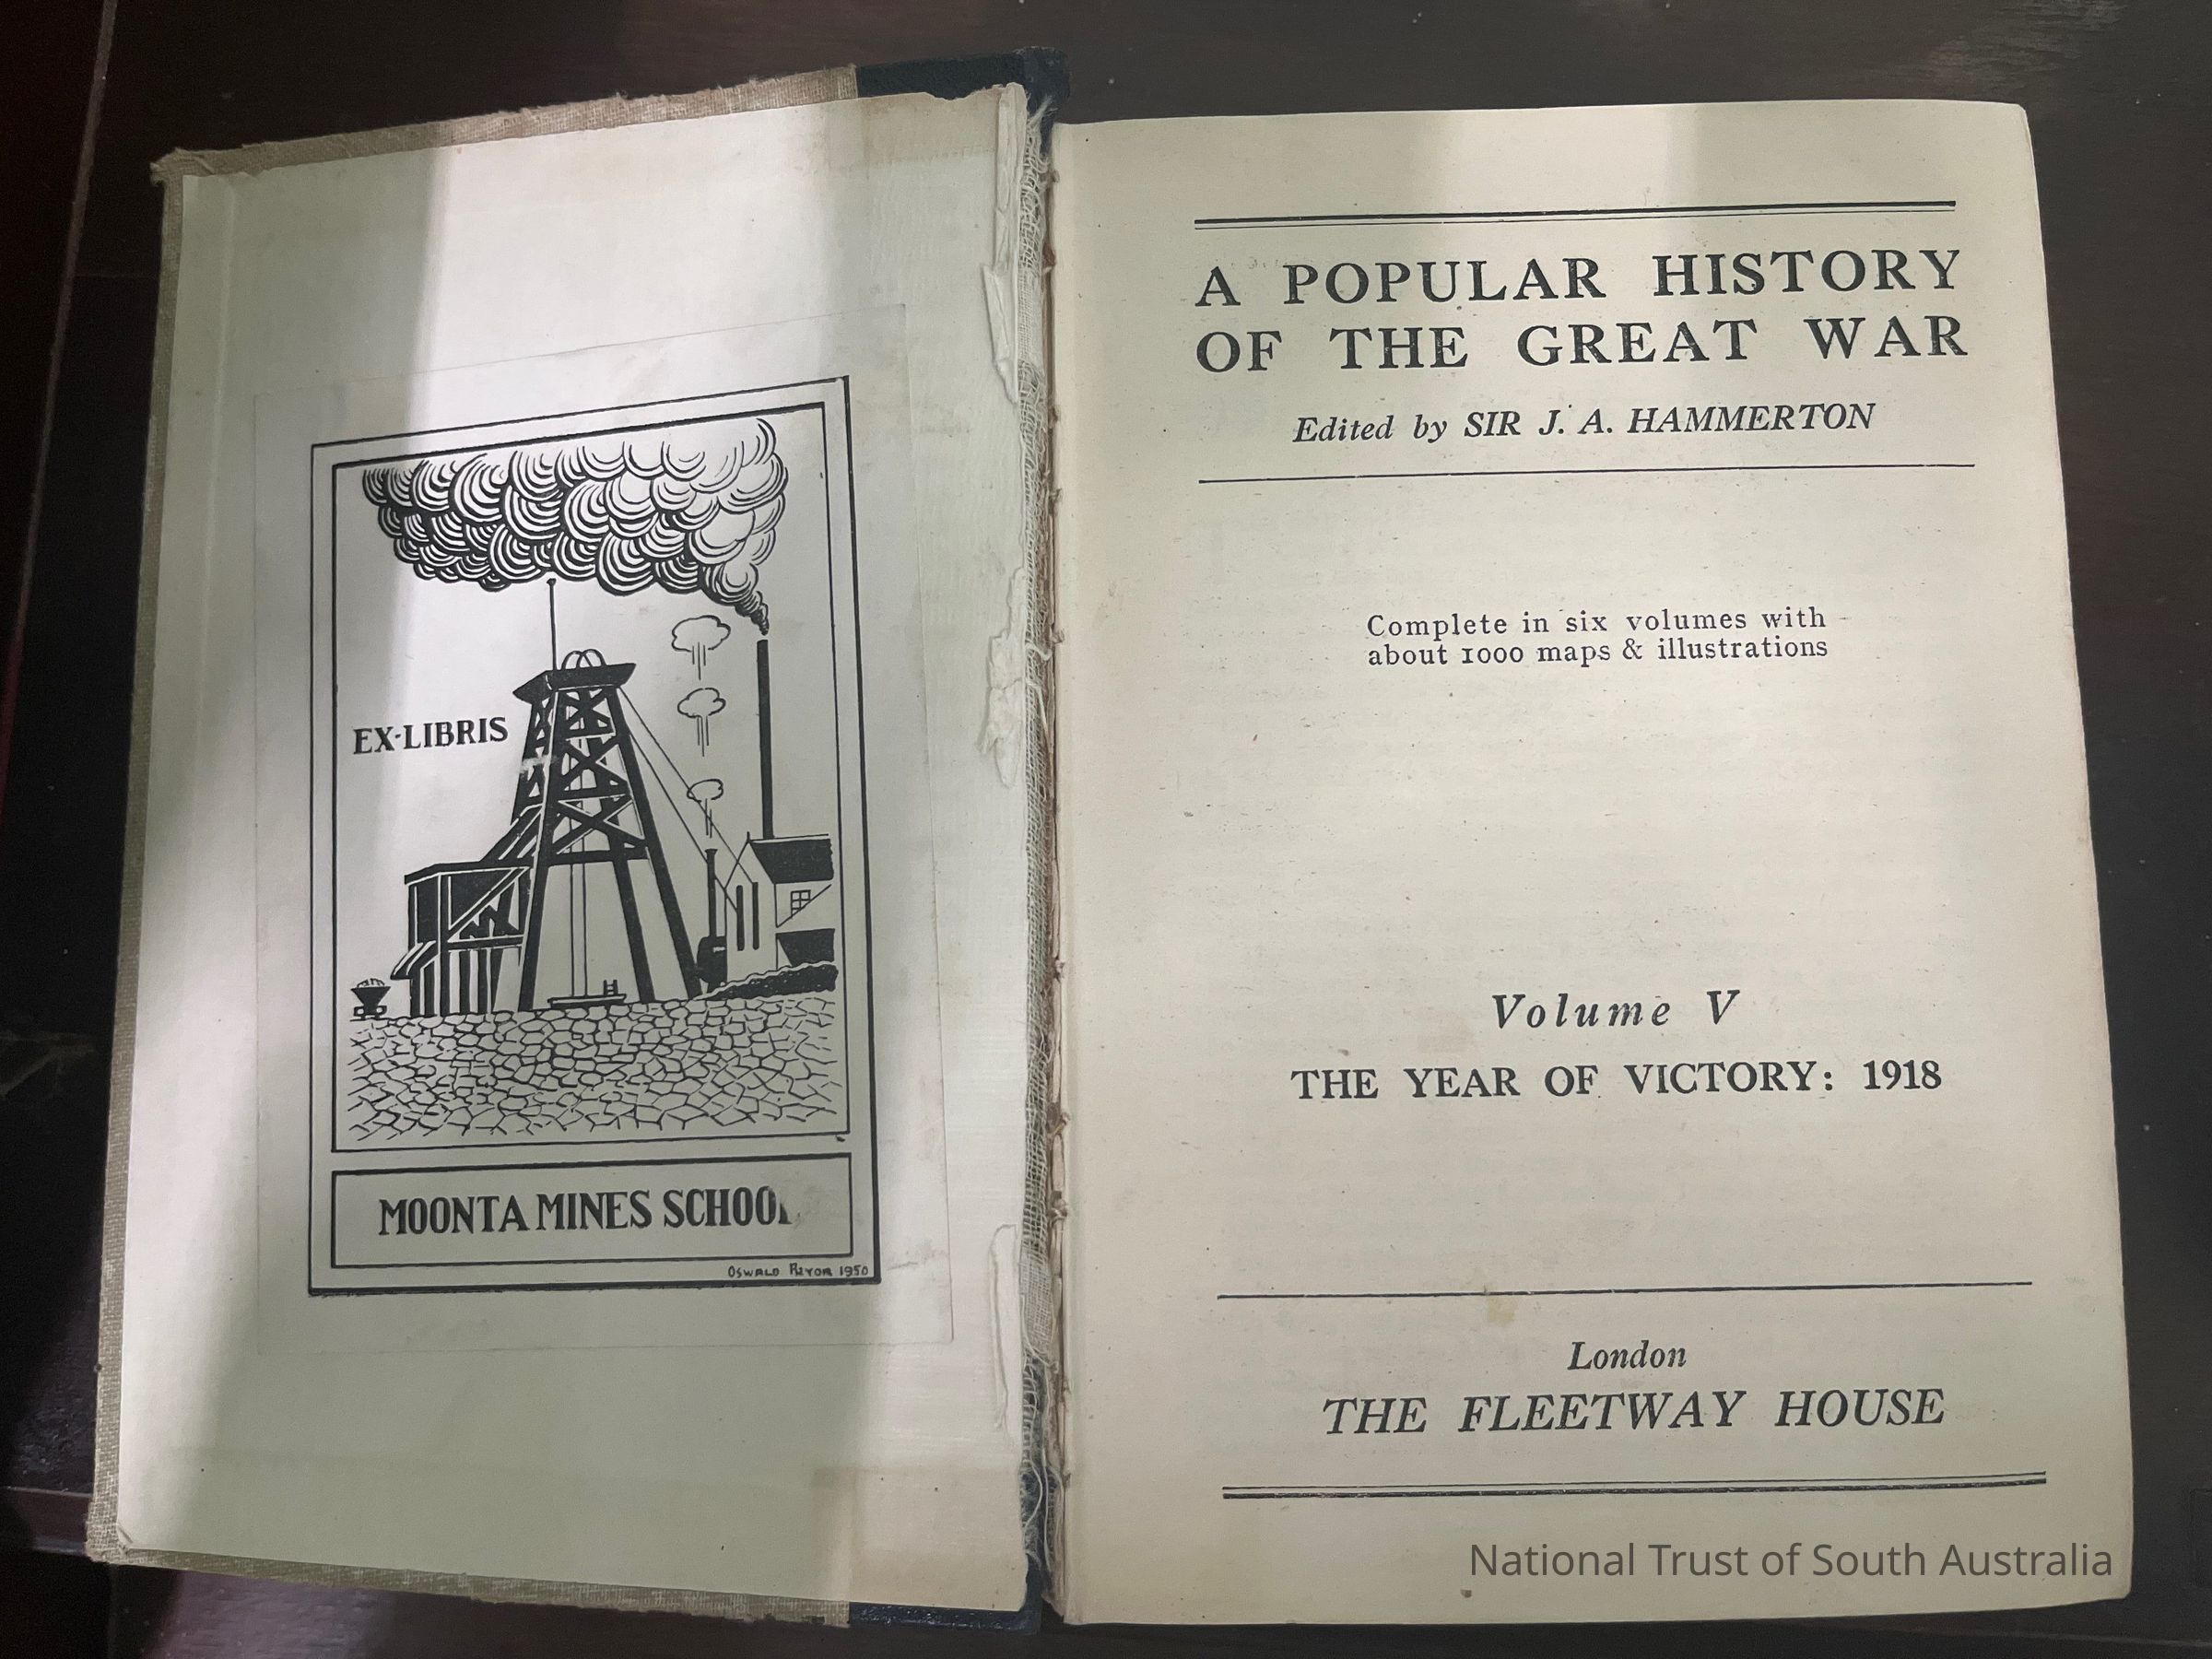 EX-LIBRIS
MOONTA MINES SCHOOL
OSWALD PRYOR 1950
A POPULAR HISTORY
OF THE GREAT WAR
Edited by SIR J. A. HAMMERTON
Complete in six volumes with
about 1000 maps & illustrations
Volume V
THE YEAR OF VICTORY: 1918
London
THE FLEETWAY HOUSE
National Trust of South Australia